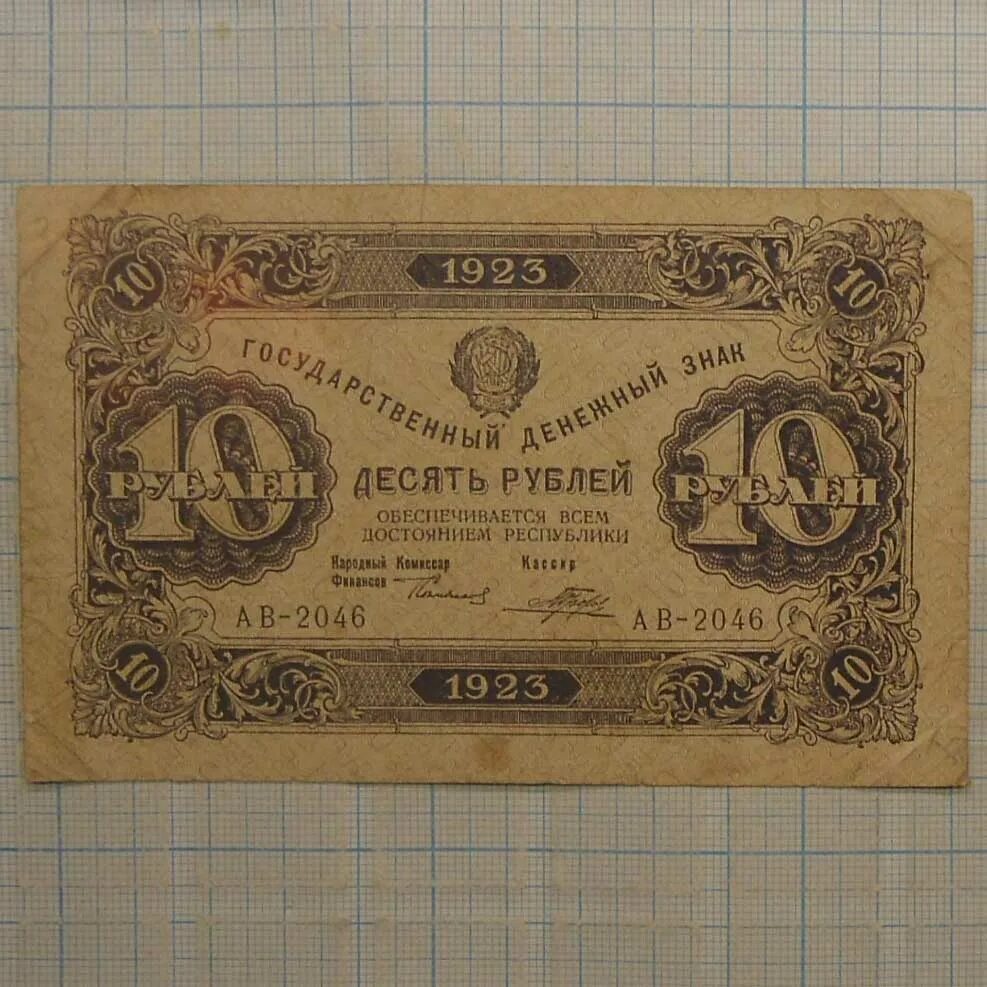 1923
10 10
ГОСУДАРСТВЕННЫЙ ДЕНЕЖНЫЙ ЗНАК
10 10
РУБЛЕЙ ДЕСЯТЬ РУБЛЕЙ РУБЛЕЙ
ОБЕСПЕЧИВАЕТСЯ ВСЕМ
ДОСТОЯНИЕМ РЕСПУБЛИКИ
Народный Комиссар Кассир
Финансов
АВ-2046 АВ-2046
10 10
1923